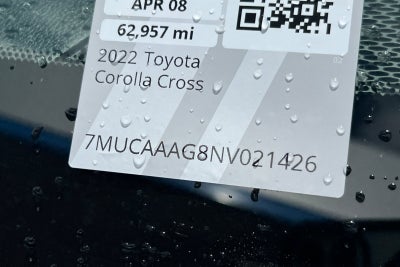 APR 08
62,957 mi
2022 Toyota
Corolla Cross
7MUCAAAG8NV021426